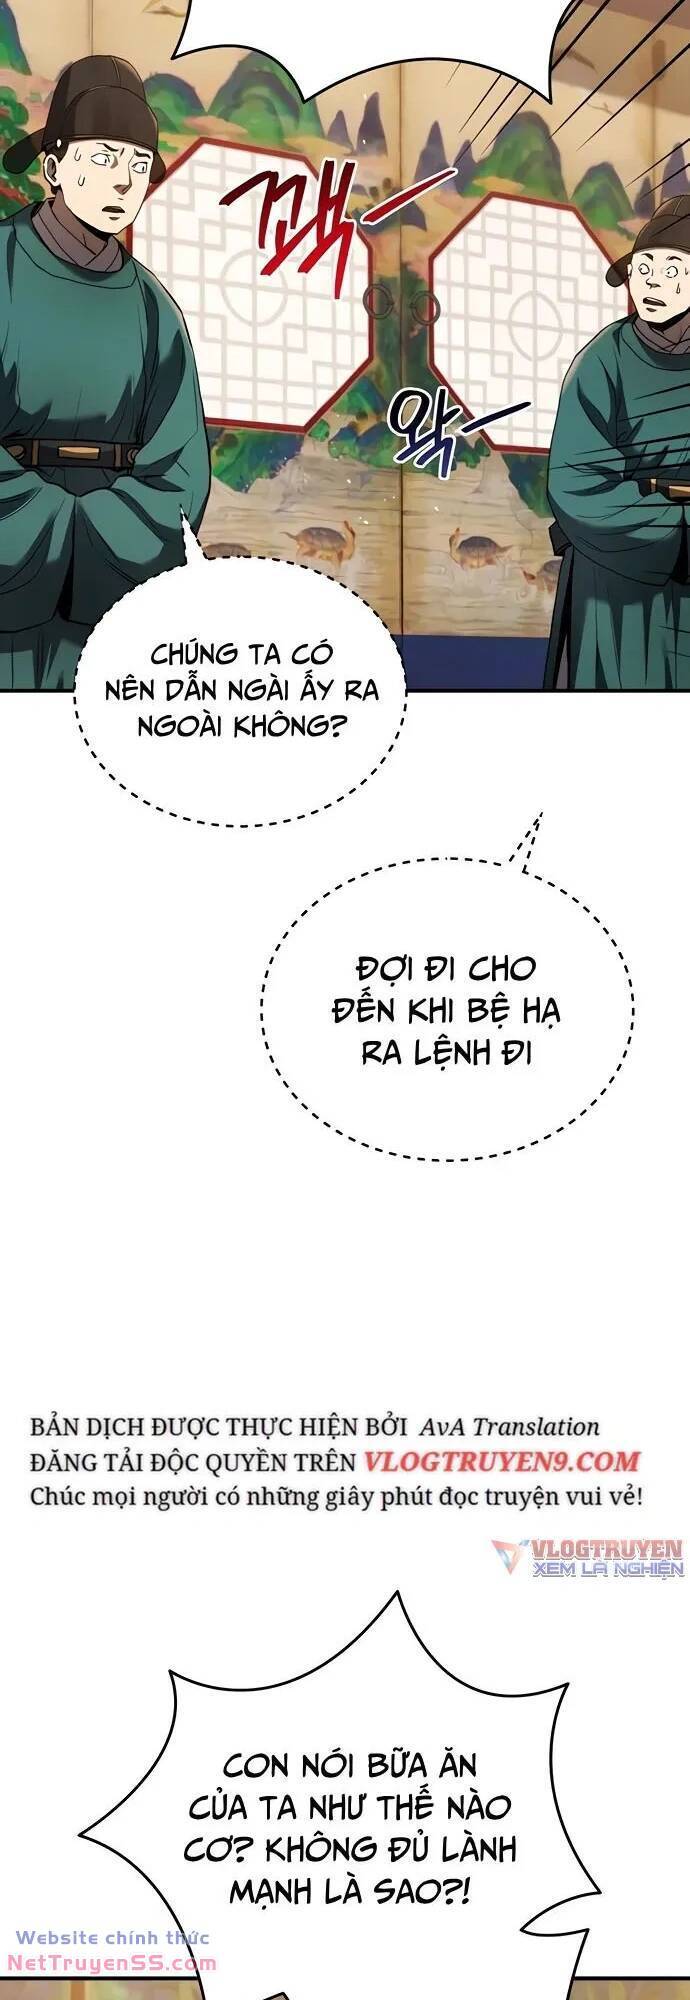 꽥
왁
CHÚNG TA CÓ
NÊN DẪN NGÀI ẤY RA
NGOÀI KHÔNG?
ĐỢI ĐI CHO
ĐẾN KHI BỆ HẠ
RA LỆNH ĐI
BẢN DỊCH ĐƯỢC THỰC HIỆN BỞI AvA Translation
ĐĂNG TẢI ĐỘC QUYỀN TRÊN VLOGTRUYEN9.COM
Chúc mọi người có những giây phút đọc truyện vui vẻ!
VLOGTRUYEN
XEM LÀ NGHIỆN
CON NÓI BỮA ĂN
CỦA TA NHƯ THẾ NÀO
CƠ? KHÔNG ĐỦ LÀNH
MẠNH LÀ SAO?!
Website chính thức
NetTruyenSS.com